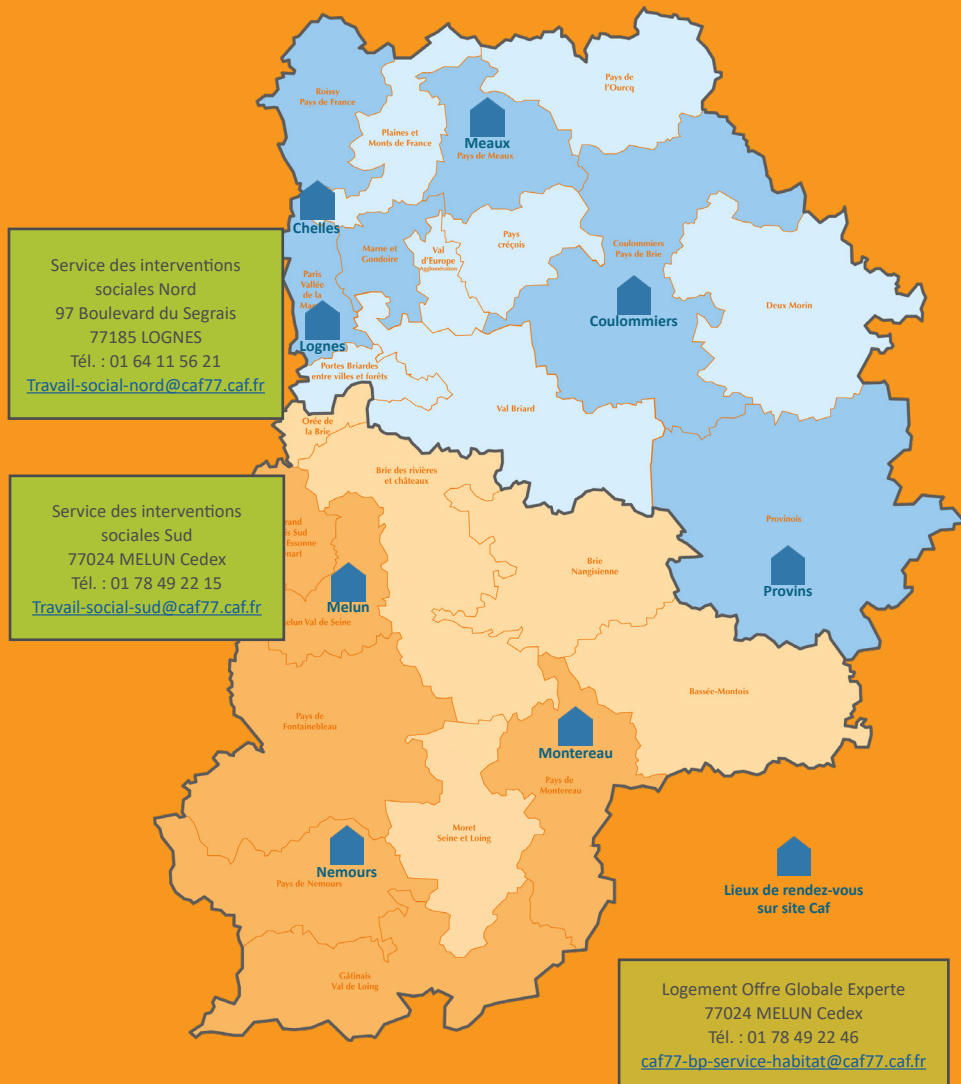 Roissy
Pays de France
Plaines et
Monts de France
Meaux
Pays de Meaux
Pays de
l'Ourcq
Chelles
Marne et
Gondoire
Val
d'Europe
Agglomération
Pays
créçois
Coulommiers
Pays de Brie
Coulommiers
Deux Morin
Paris
Vallée
de la
Lognes
Portes Briardes
entre villes et forêts
Val Briard
Service des interventions
sociales Nord
97 Boulevard du Segrais
77185 LOGNES
Tél. : 01 64 11 56 21
Travail-social-nord@caf77.caf.fr
Orée de
la Brie
Brie des rivières
et châteaux
Provinois
Provins
Brie
Nangisienne
Service des interventions
sociales Sud
77024 MELUN Cedex
Tél. : 01 78 49 22 15
Travail-social-sud@caf77.caf.fr
Sud
Essonne
Melun
Val de Seine
Bassée-Montois
Pays de
Fontainebleau
Montereau
Pays de
Montereau
Moret
Seine et Loing
Nemours
Pays de Nemours
Gâtinais
Val de Loing
Lieux de rendez-vous
sur site Caf
Logement Offre Globale Experte
77024 MELUN Cedex
Tél. : 01 78 49 22 46
caf77-bp-service-habitat@caf77.caf.fr